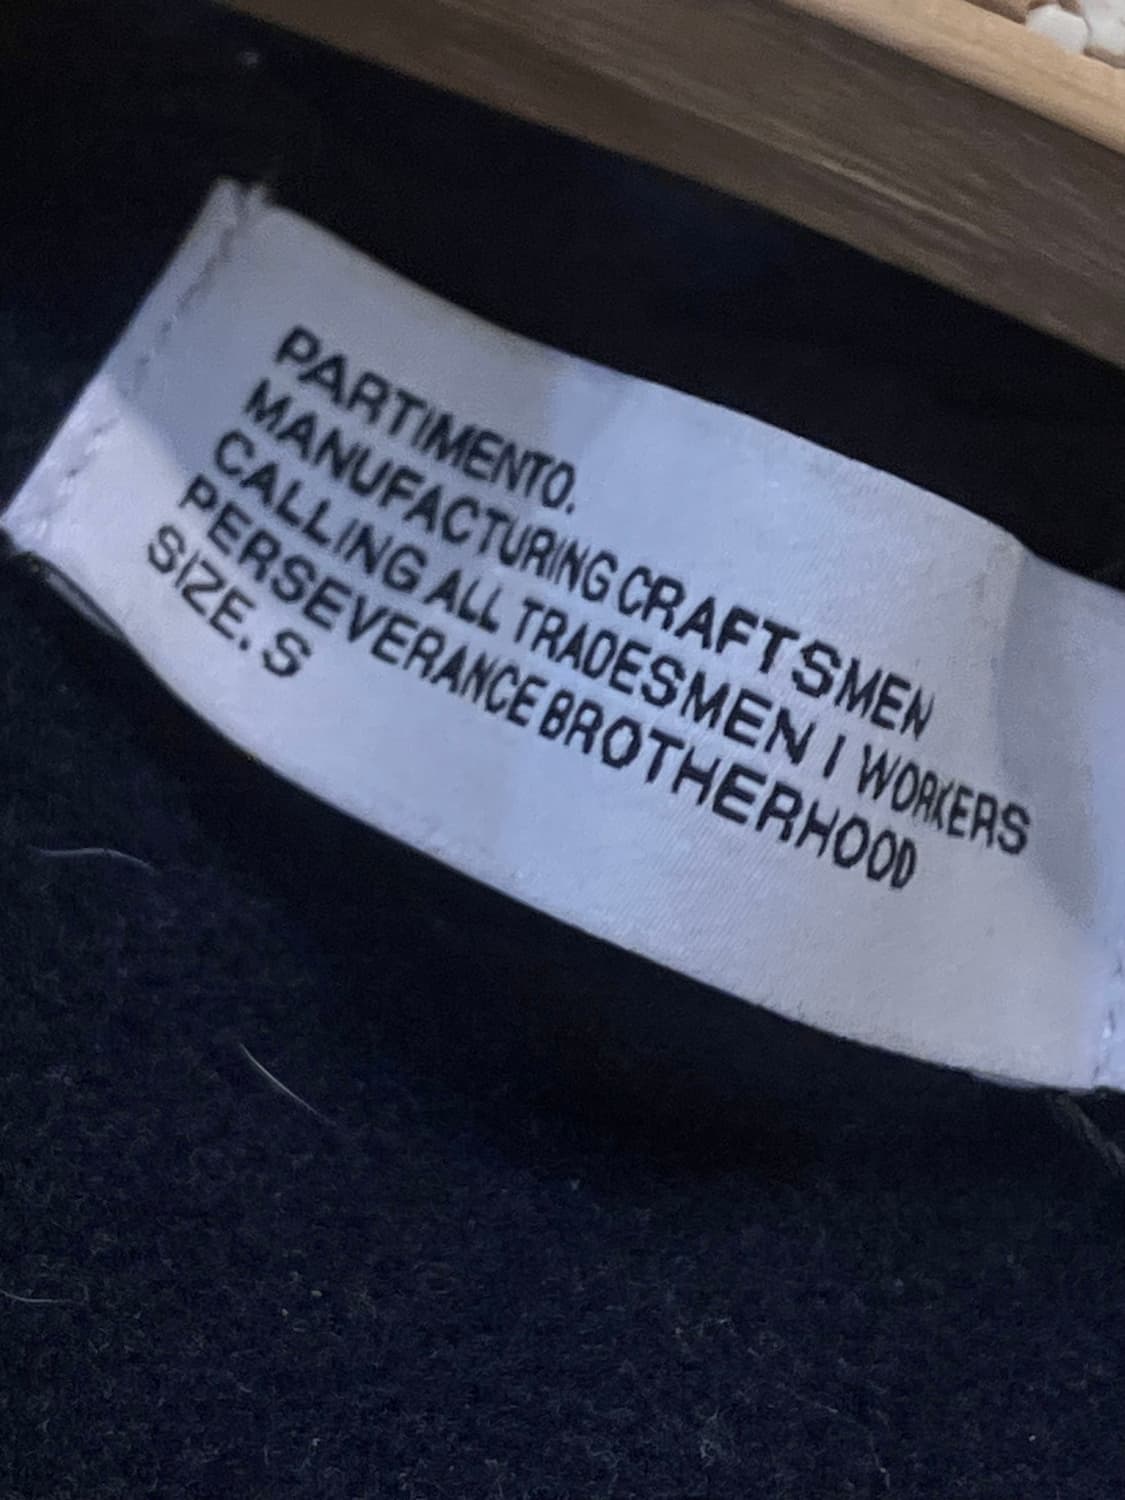 PARTIMENTO.
MANUFACTURING CRAFTSMEN
CALLING ALL TRADESMEN I WORKERS
PERSEVERANCE BROTHERHOOD
SIZE. S